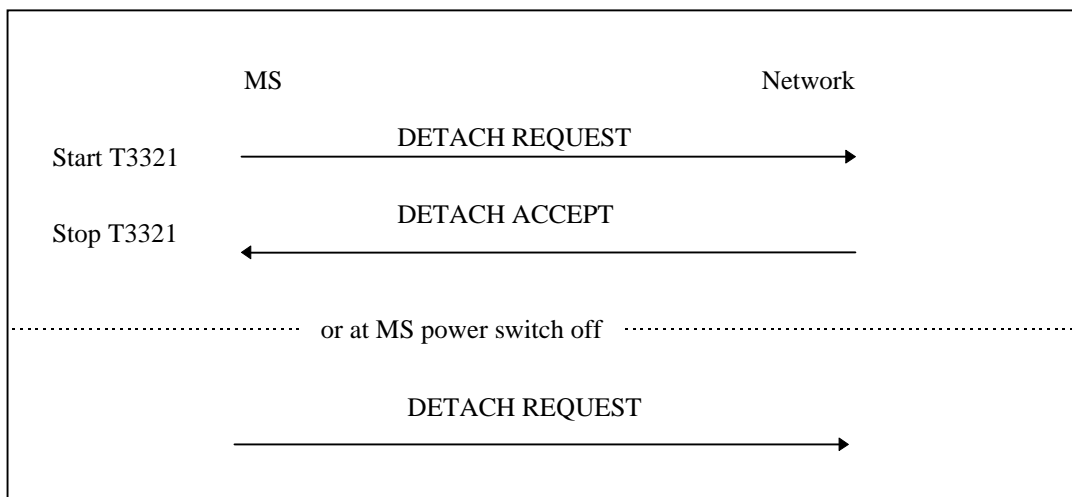 MS Network
DETACH REQUEST
Start T3321
DETACH ACCEPT
Stop T3321
or at MS power switch off
DETACH REQUEST